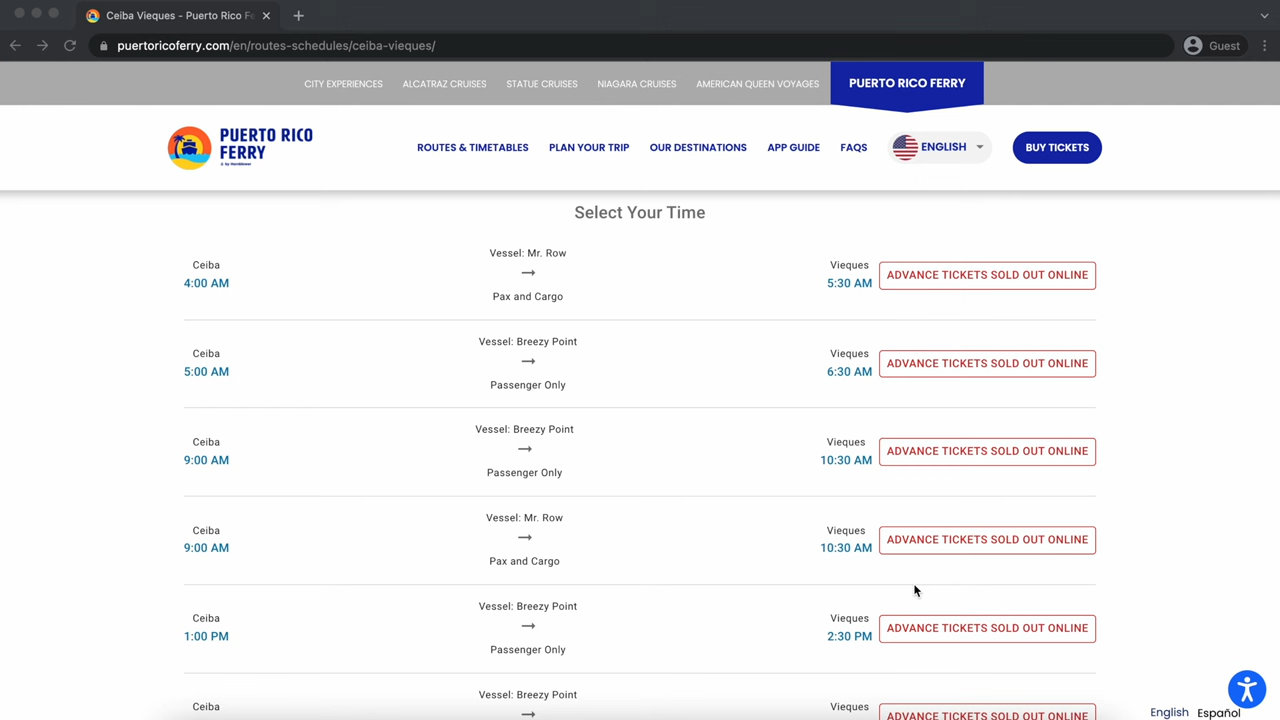 Ceiba Vieques - Puerto Rico Fe
puertoricoferry.com/en/routes-schedules/ceiba-vieques/
Guest
CITY EXPERIENCES
ALCATRAZ CRUISES
STATUE CRUISES
NIAGARA CRUISES
AMERICAN QUEEN VOYAGES
PUERTO RICO FERRY
PUERTO RICO
FERRY
ROUTES & TIMETABLES
PLAN YOUR TRIP
OUR DESTINATIONS
APP GUIDE
FAQS
ENGLISH
BUY TICKETS
Select Your Time
Ceiba
4:00 AM
Vessel: Mr. Row
Pax and Cargo
Vieques
5:30 AM
ADVANCE TICKETS SOLD OUT ONLINE
Ceiba
5:00 AM
Vessel: Breezy Point
Passenger Only
Vieques
6:30 AM
ADVANCE TICKETS SOLD OUT ONLINE
Ceiba
9:00 AM
Vessel: Breezy Point
Passenger Only
Vieques
10:30 AM
ADVANCE TICKETS SOLD OUT ONLINE
Ceiba
9:00 AM
Vessel: Mr. Row
Pax and Cargo
Vieques
10:30 AM
ADVANCE TICKETS SOLD OUT ONLINE
Ceiba
1:00 PM
Vessel: Breezy Point
Passenger Only
Vieques
2:30 PM
ADVANCE TICKETS SOLD OUT ONLINE
Ceiba
Vessel: Breezy Point
Vieques
ADVANCE TICKETS SOLD OUT ONLINE
English
Español